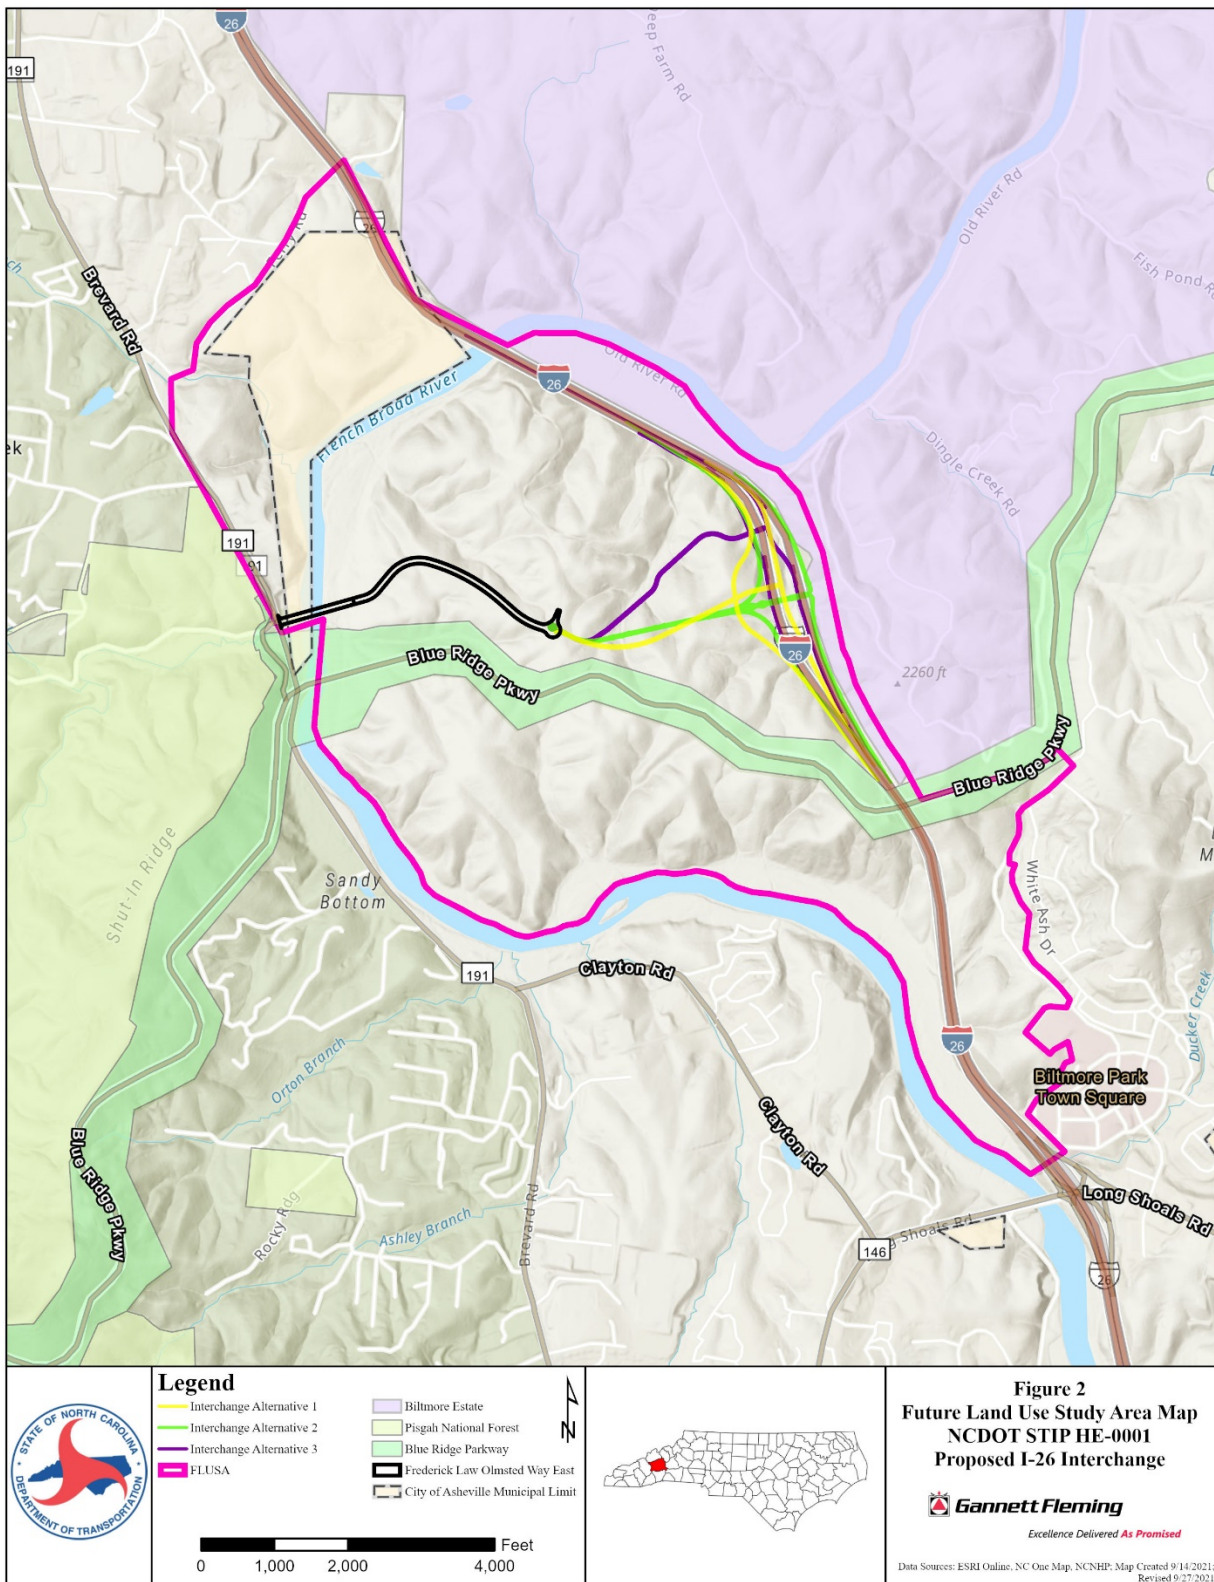 26
191
Deep Farm Rd
Old River Rd
26
Fish Pond Rd
Brevard Rd
Old River Rd
26
French Broad River
ek
Dingle Creek Rd
191
191
Blue Ridge Pkwy
26
2260 ft
Blue Ridge Pkwy
Shut-In Ridge
Sandy
Bottom
White Ash Dr
M
191
Clayton Rd
Ducker Creek
26
Orton Branch
Biltmore Park
Town Square
Clayton Rd
Blue Ridge Pkwy
Rocky Rdg
Ashley Branch
Brevard Rd
Long Shoals Rd
g Shoals Rd
146
26
Legend
Interchange Alternative 1
Interchange Alternative 2
Interchange Alternative 3
FLUSA
Biltmore Estate
Pisgah National Forest
Blue Ridge Parkway
Frederick Law Olmsted Way East
City of Asheville Municipal Limit
N
Feet
0 1,000 2,000 4,000
STATE OF NORTH CAROLINA
DEPARTMENT OF TRANSPORTATION
Figure 2
Future Land Use Study Area Map
NCDOT STIP HE-0001
Proposed I-26 Interchange
Gannett Fleming
Excellence Delivered As Promised
Data Sources: ESRI Online, NC One Map, NCNHP; Map Created 9/14/2021;
Revised 9/27/2021